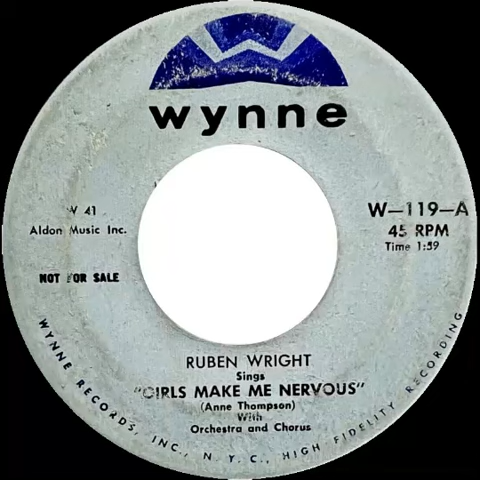 wynne
W 41
Aldon Music Inc.
NOT FOR SALE
W—119—A
45 RPM
Time 1:59
RUBEN WRIGHT
Sings
"GIRLS MAKE ME NERVOUS"
(Anne Thompson)
With
Orchestra and Chorus
WYNNE RECORDS, INC., N. Y. C., HIGH FIDELITY RECORDING